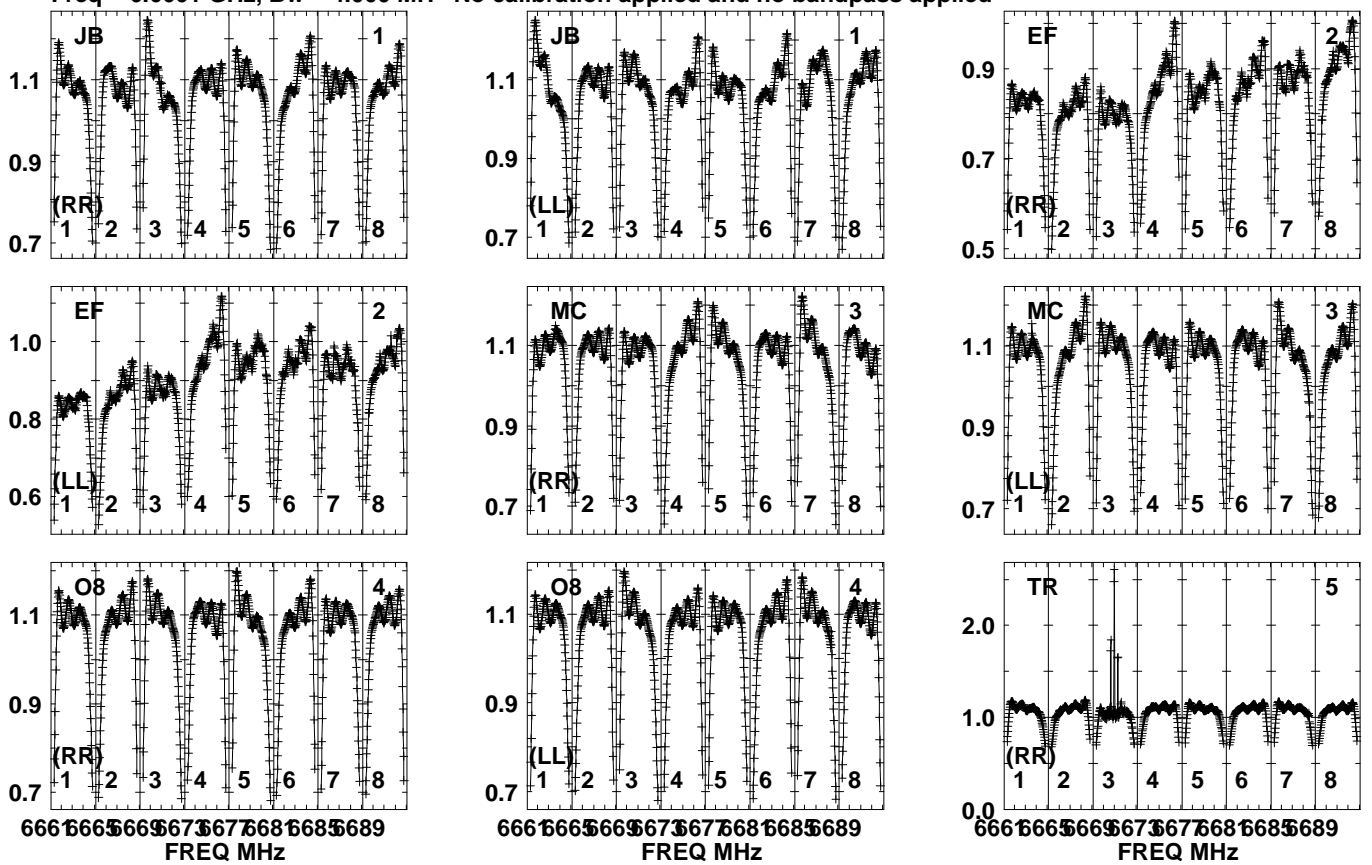 Freq GHz, No calibration applied and no bandpass applied
JB 1
1.1
0.9
0.7
(RR)
1 2 3 4 5 6 7 8
JB 1
1.1
0.9
0.7
(LL)
1 2 3 4 5 6 7 8
EF 2
0.9
0.7
0.5
(RR)
1 2 3 4 5 6 7 8
EF 2
1.0
0.8
0.6
(LL)
1 2 3 4 5 6 7 8
MC 3
1.1
0.9
0.7
(RR)
1 2 3 4 5 6 7 8
MC 3
1.1
0.9
0.7
(LL)
1 2 3 4 5 6 7 8
O8 4
1.1
0.9
0.7
(RR)
1 2 3 4 5 6 7 8
6661 6665 6669 6673 6677 6681 6685 6689
FREQ MHz
O8 4
1.1
0.9
0.7
(LL)
1 2 3 4 5 6 7 8
6661 6665 6669 6673 6677 6681 6685 6689
FREQ MHz
TR 5
2.0
1.0
0.0
(RR)
1 2 3 4 5 6 7 8
6661 6665 6669 6673 6677 6681 6685 6689
FREQ MHz